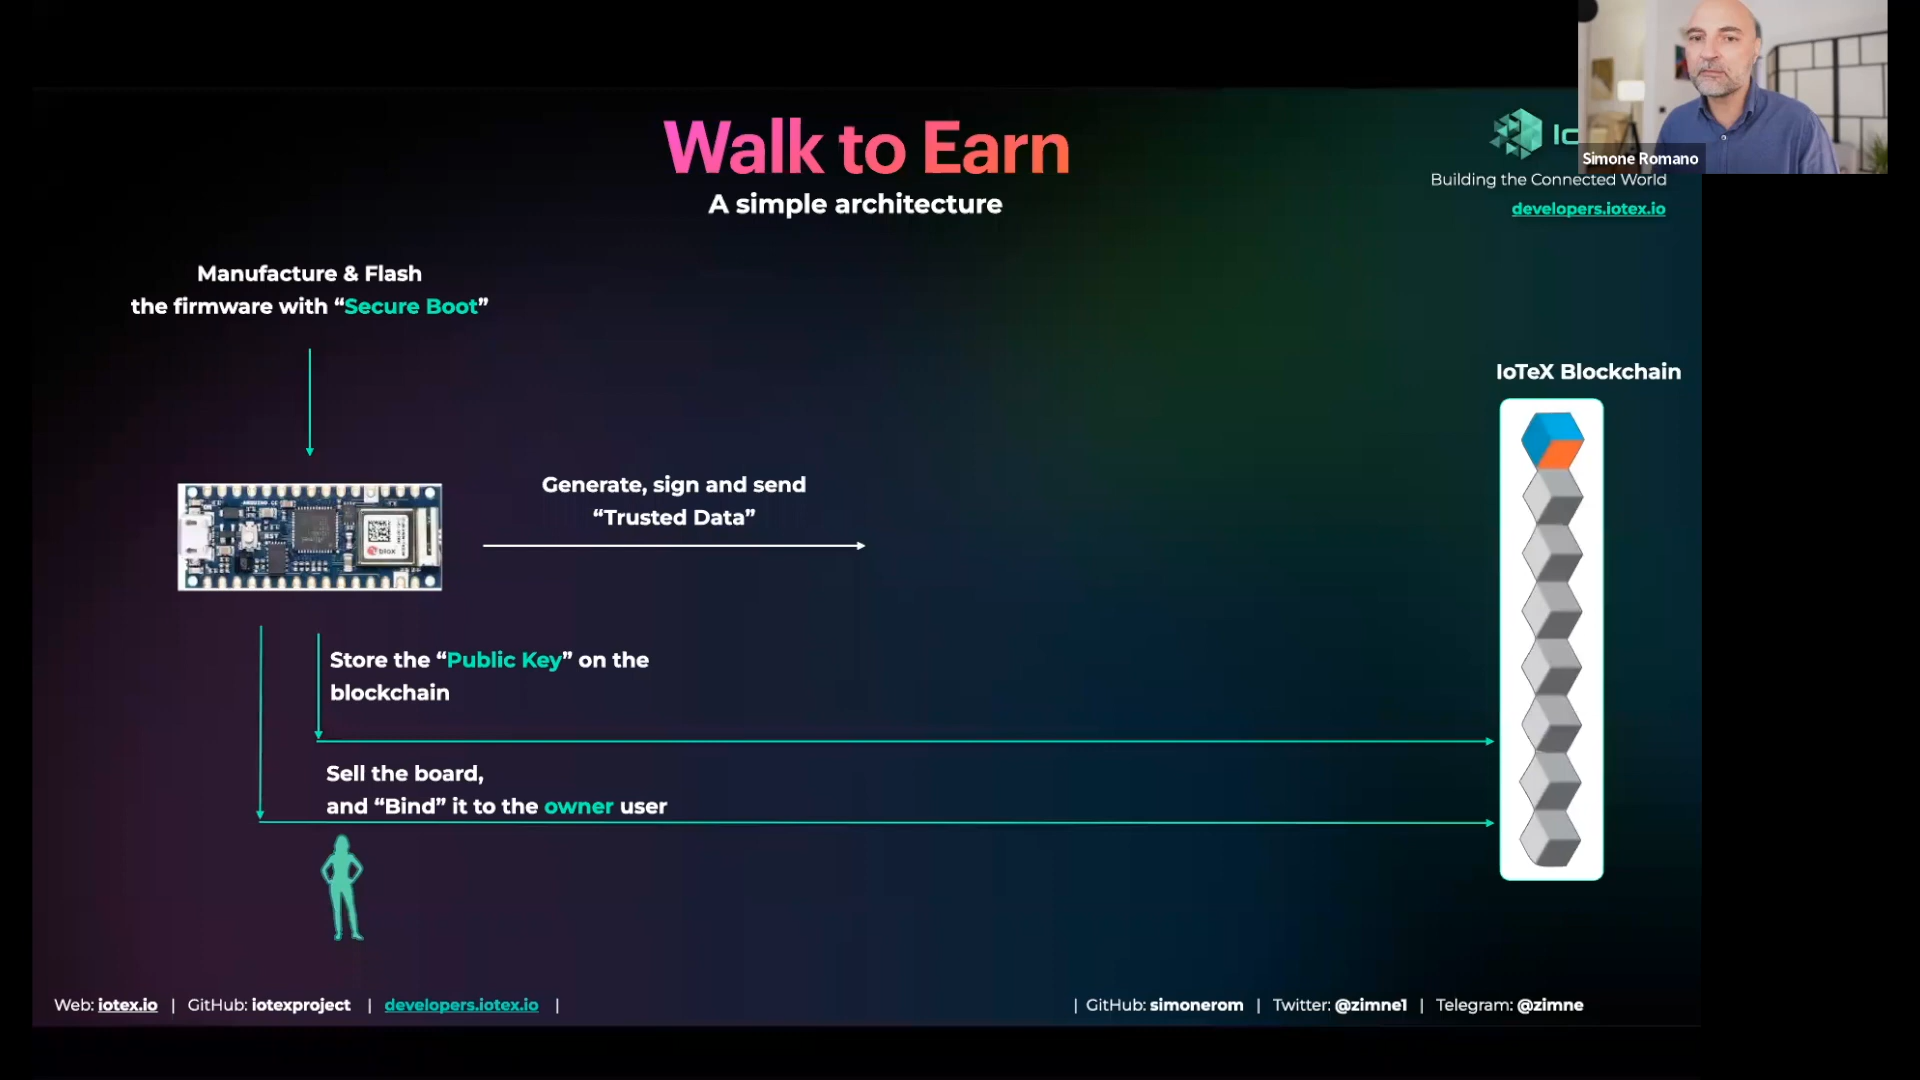 Walk to Earn
A simple architecture
Simone Romano
Building the Connected World
developers.iotex.io
Manufacture & Flash
the firmware with “Secure Boot”
IoTeX Blockchain
Generate, sign and send
“Trusted Data”
Store the “Public Key” on the
blockchain
Sell the board,
and “Bind” it to the owner user
Web: iotex.io | GitHub: iotexproject | developers.iotex.io |
| GitHub: simonerom | Twitter: @zimne1 | Telegram: @zimne